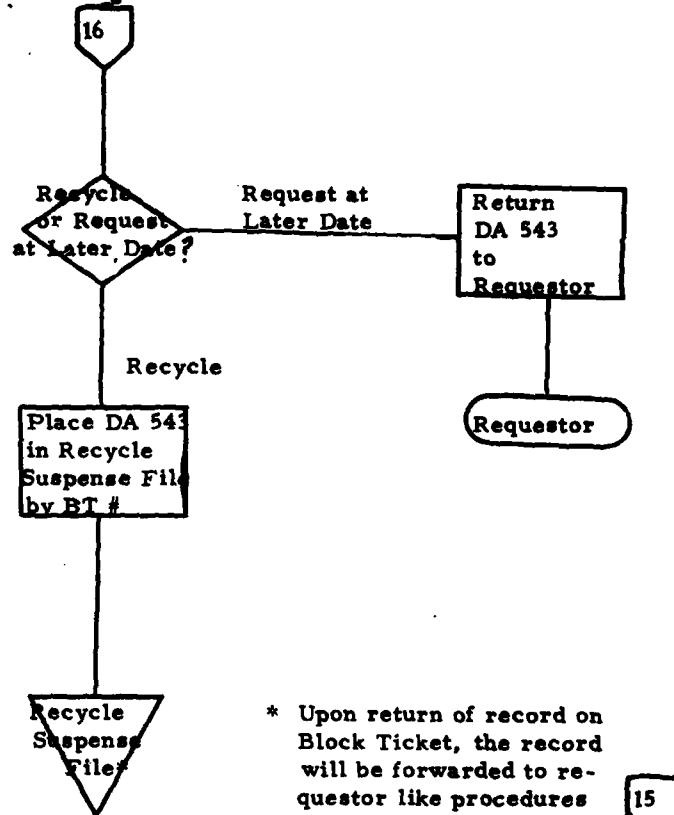 16
Recycle
or Request
at Later Date?
Request at
Later Date
Return
DA 543
to
Requestor
Requestor
Recycle
Place DA 543
in Recycle
Suspense File
by BT #
Recycle
Suspense
File*
* Upon return of record on
Block Ticket, the record
will be forwarded to re-
questor like procedures
15